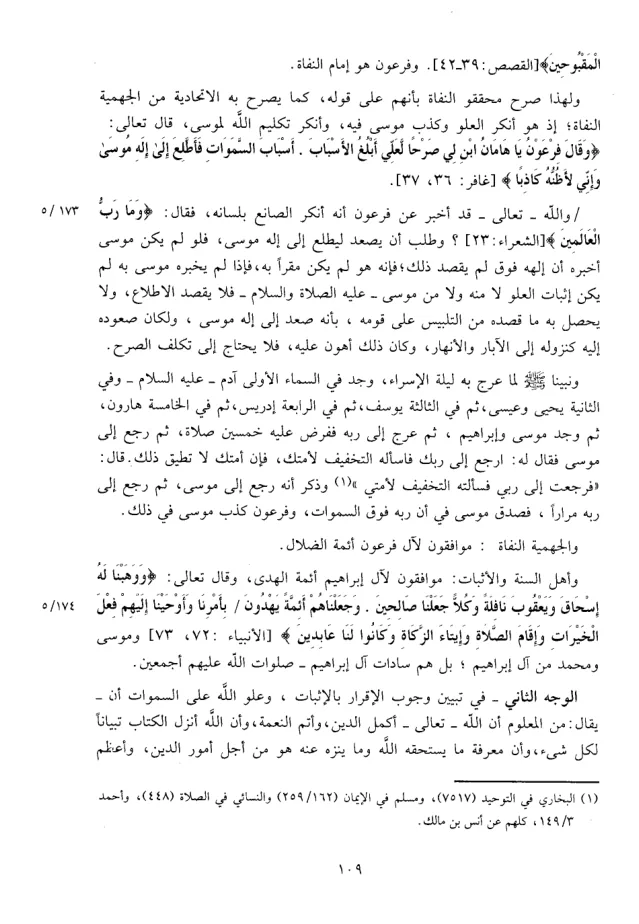 الْمَقْبُوحِينَ﴾[القصص:٣٩ـ٤٢]. وفرعون هو إمام النفاة.
ولهذا صرح محققو النفاة بأنهم على قوله، كما يصرح به الاتحادية من الجهمية
النفاة؛ إذ هو أنكر العلو وكذب موسى فيه، وأنكر تكليم اللَّه لموسى، قال تعالى:
﴿وَقَالَ فِرْعَوْنُ يَا هَامَانُ ابْنِ لِي صَرْحًا لَّعَلِّي أَبْلُغُ الأَسْبَابَ . أَسْبَابَ السَّمَوَاتِ فَأَطَّلِعَ إِلَىٰ إِلَهِ مُوسَىٰ
وَإِنِّي لأَظُنُّهُ كَاذِبًا ﴾ [غافر: ٣٦، ٣٧].
/ واللَّه ـ تعالى ـ قد أخبر عن فرعون أنه أنكر الصانع بلسانه، فقال: ﴿وَمَا رَبُّ ٥/١٧٣
الْعَالَمِينَ ﴾[الشعراء:٢٣] ؟ وطلب أن يصعد ليطلع إلى إله موسى، فلو لم يكن موسى
أخبره أن إلهه فوق لم يقصد ذلك؛فإنه هو لم يكن مقراً به،فإذا لم يخبره موسى به لم
يكن إثبات العلو لا منه ولا من موسى ـ عليه الصلاة والسلام ـ فلا يقصد الاطلاع، ولا
يحصل به ما قصده من التلبيس على قومه ، بأنه صعد إلى إله موسى ، ولكان صعوده
إليه كنزوله إلى الآبار والأنهار، وكان ذلك أهون عليه، فلا يحتاج إلى تكلف الصرح.
ونبينا ﷺ لما عرج به ليلة الإسراء، وجد في السماء الأولى آدم ـ عليه السلام ـ وفي
الثانية يحيى وعيسى،ثم في الثالثة يوسف،ثم في الرابعة إدريس،ثم في الخامسة هارون،
ثم وجد موسى وإبراهيم ، ثم عرج إلى ربه ففرض عليه خمسين صلاة، ثم رجع إلى
موسى فقال له: ارجع إلى ربك فاسأله التخفيف لأمتك، فإن أمتك لا تطيق ذلك.قال:
«فرجعت إلى ربي فسألته التخفيف لأمتي »(١) وذكر أنه رجع إلى موسى، ثم رجع إلى
ربه مراراً ، فصدق موسى في أن ربه فوق السموات، وفرعون كذب موسى في ذلك.
والجهمية النفاة : موافقون لآل فرعون أئمة الضلال.
وأهل السنة والأثبات: موافقون لآل إبراهيم أئمة الهدى، وقال تعالى: ﴿وَوَهَبْنَا لَهُ
إِسْحَاقَ وَيَعْقُوبَ نَافِلَةً وَكُلاًّ جَعَلْنَا صَالِحِينَ . وَجَعَلْنَاهُمْ أَئِمَّةً يَهْدُونَ / بِأَمْرِنَا وَأَوْحَيْنَا إِلَيْهِمْ فِعْلَ ٥/١٧٤
الْخَيْرَاتِ وَإِقَامَ الصَّلاةِ وَإِيتَاءَ الزَّكَاةِ وَكَانُوا لَنَا عَابِدِينَ ﴾ [الأنبياء :٧٢، ٧٣] وموسى
ومحمد من آل إبراهيم ؛ بل هم سادات آل إبراهيم ـ صلوات اللَّه عليهم أجمعين.
الوجه الثاني ـ في تبيين وجوب الإقرار بالإثبات ، وعلو اللَّه على السموات أن ـ
يقال:من المعلوم أن اللَّه ـ تعالى ـ أكمل الدين،وأتم النعمة،وأن اللَّه أنزل الكتاب تبياناً
لكل شيء،وأن معرفة ما يستحقه اللَّه وما ينزه عنه هو من أجل أمور الدين، وأعظم
(١) البخاري في التوحيد (٧٥١٧)، ومسلم في الإيمان (٢٥٩/١٦٢) والنسائي في الصلاة (٤٤٨)، وأحمد
٣/ ١٤٩، كلهم عن أنس بن مالك.
١٠٩